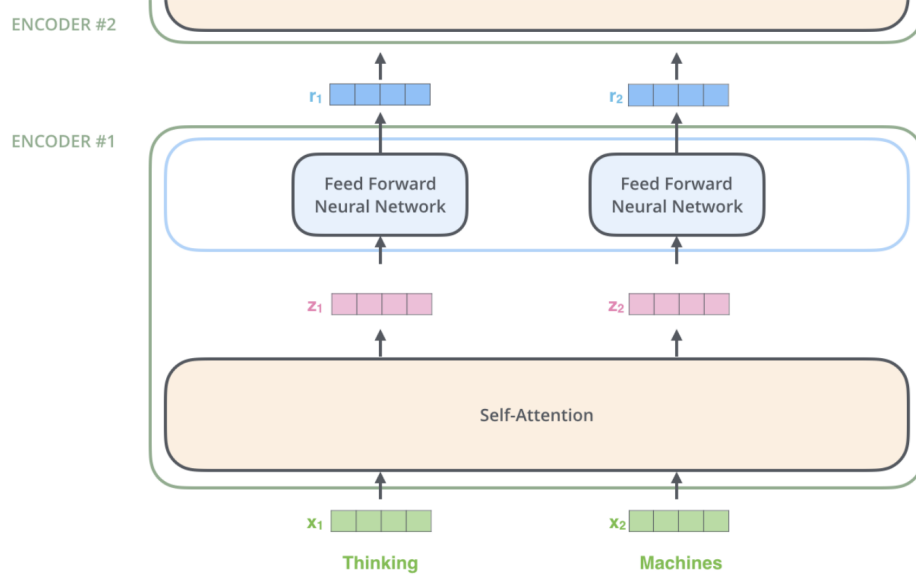 ENCODER #2
r₁
r₂
ENCODER #1
Feed Forward
Neural Network
Feed Forward
Neural Network
z₁
z₂
Self-Attention
x₁
x₂
Thinking
Machines